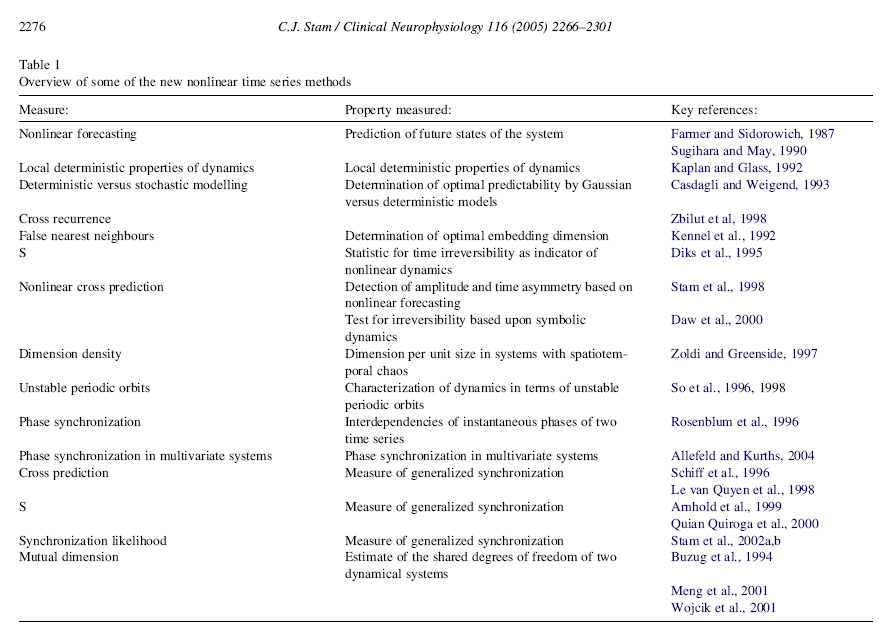 2276 C.J. Stam / Clinical Neurophysiology 116 (2005) 2266–2301
Table 1
Overview of some of the new nonlinear time series methods
Measure: Property measured: Key references:
Nonlinear forecasting Prediction of future states of the system Farmer and Sidorowich, 1987
Sugihara and May, 1990
Local deterministic properties of dynamics Local deterministic properties of dynamics Kaplan and Glass, 1992
Deterministic versus stochastic modelling Determination of optimal predictability by Gaussian Casdagli and Weigend, 1993
versus deterministic models
Cross recurrence Zbilut et al, 1998
False nearest neighbours Determination of optimal embedding dimension Kennel et al., 1992
S Statistic for time irreversibility as indicator of Diks et al., 1995
nonlinear dynamics
Nonlinear cross prediction Detection of amplitude and time asymmetry based on Stam et al., 1998
nonlinear forecasting
Test for irreversibility based upon symbolic Daw et al., 2000
dynamics
Dimension density Dimension per unit size in systems with spatiotem- Zoldi and Greenside, 1997
poral chaos
Unstable periodic orbits Characterization of dynamics in terms of unstable So et al., 1996, 1998
periodic orbits
Phase synchronization Interdependencies of instantaneous phases of two Rosenblum et al., 1996
time series
Phase synchronization in multivariate systems Phase synchronization in multivariate systems Allefeld and Kurths, 2004
Cross prediction Measure of generalized synchronization Schiff et al., 1996
Le van Quyen et al., 1998
S Measure of generalized synchronization Arnhold et al., 1999
Quian Quiroga et al., 2000
Synchronization likelihood Measure of generalized synchronization Stam et al., 2002a,b
Mutual dimension Estimate of the shared degrees of freedom of two Buzug et al., 1994
dynamical systems
Meng et al., 2001
Wojcik et al., 2001